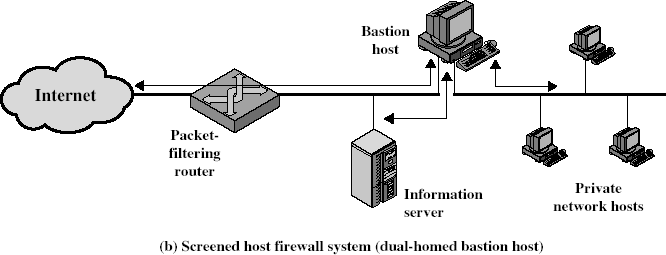 Bastion
host
Internet
Packet-
filtering
router
Information
server
Private
network hosts
(b) Screened host firewall system (dual-homed bastion host)